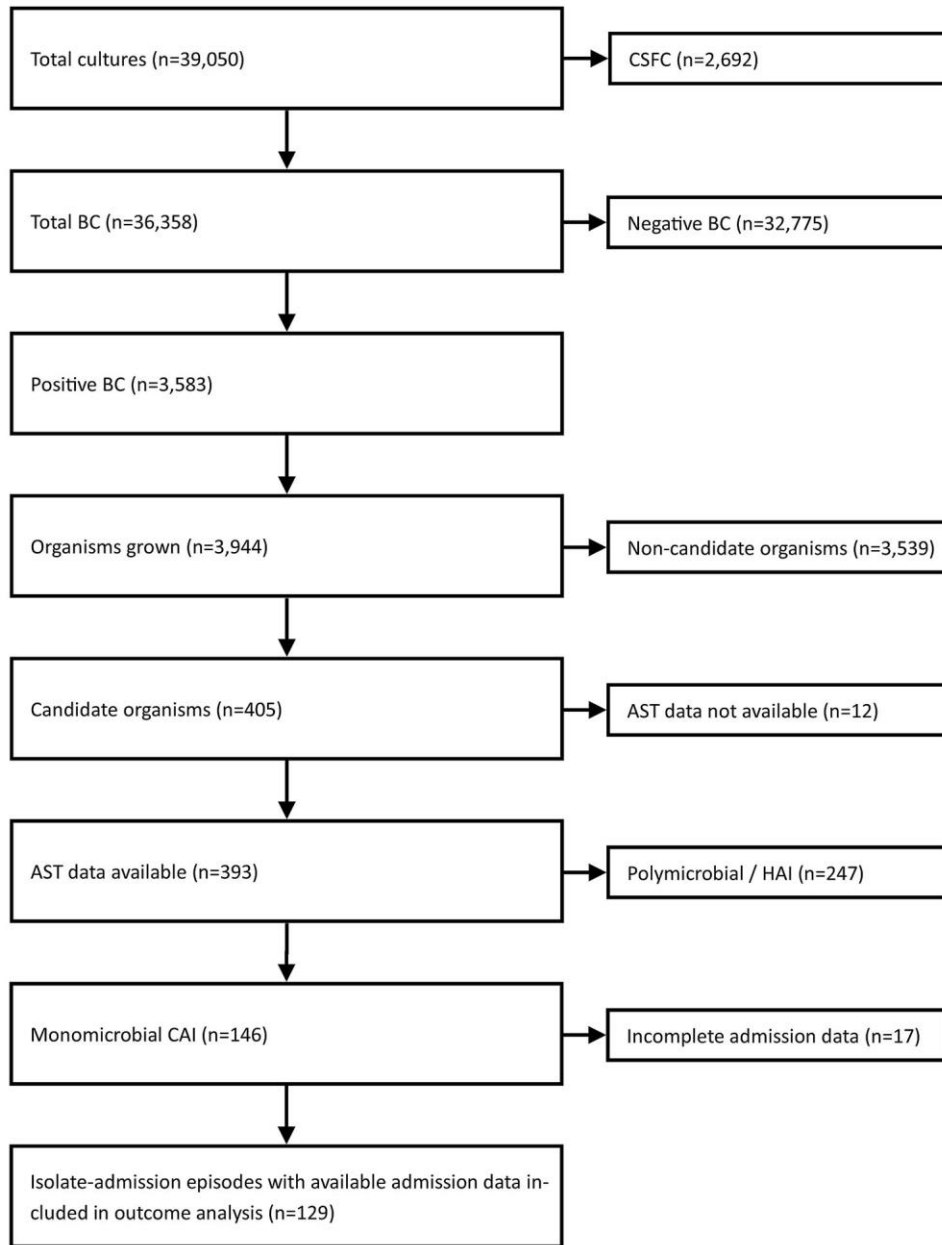 Total cultures (n=39,050)
CSFC (n=2,692)
Total BC (n=36,358)
Negative BC (n=32,775)
Positive BC (n=3,583)
Organisms grown (n=3,944)
Non-candidate organisms (n=3,539)
Candidate organisms (n=405)
AST data not available (n=12)
AST data available (n=393)
Polymicrobial / HAI (n=247)
Monomicrobial CAI (n=146)
Incomplete admission data (n=17)
Isolate-admission episodes with available admission data in-
cluded in outcome analysis (n=129)